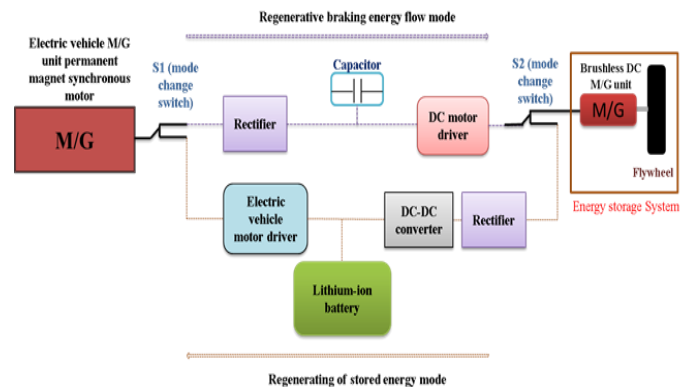 Regenerative braking energy flow mode
Electric vehicle M/G
unit permanent
magnet synchronous
motor
S1 (mode
change
switch)
Capacitor
S2 (mode
change
switch)
Brushless DC
M/G unit
M/G
Rectifier
DC motor
driver
M/G
Flywheel
Energy storage System
Electric
vehicle
motor driver
DC-DC
converter
Rectifier
Lithium-ion
battery
Regenerating of stored energy mode